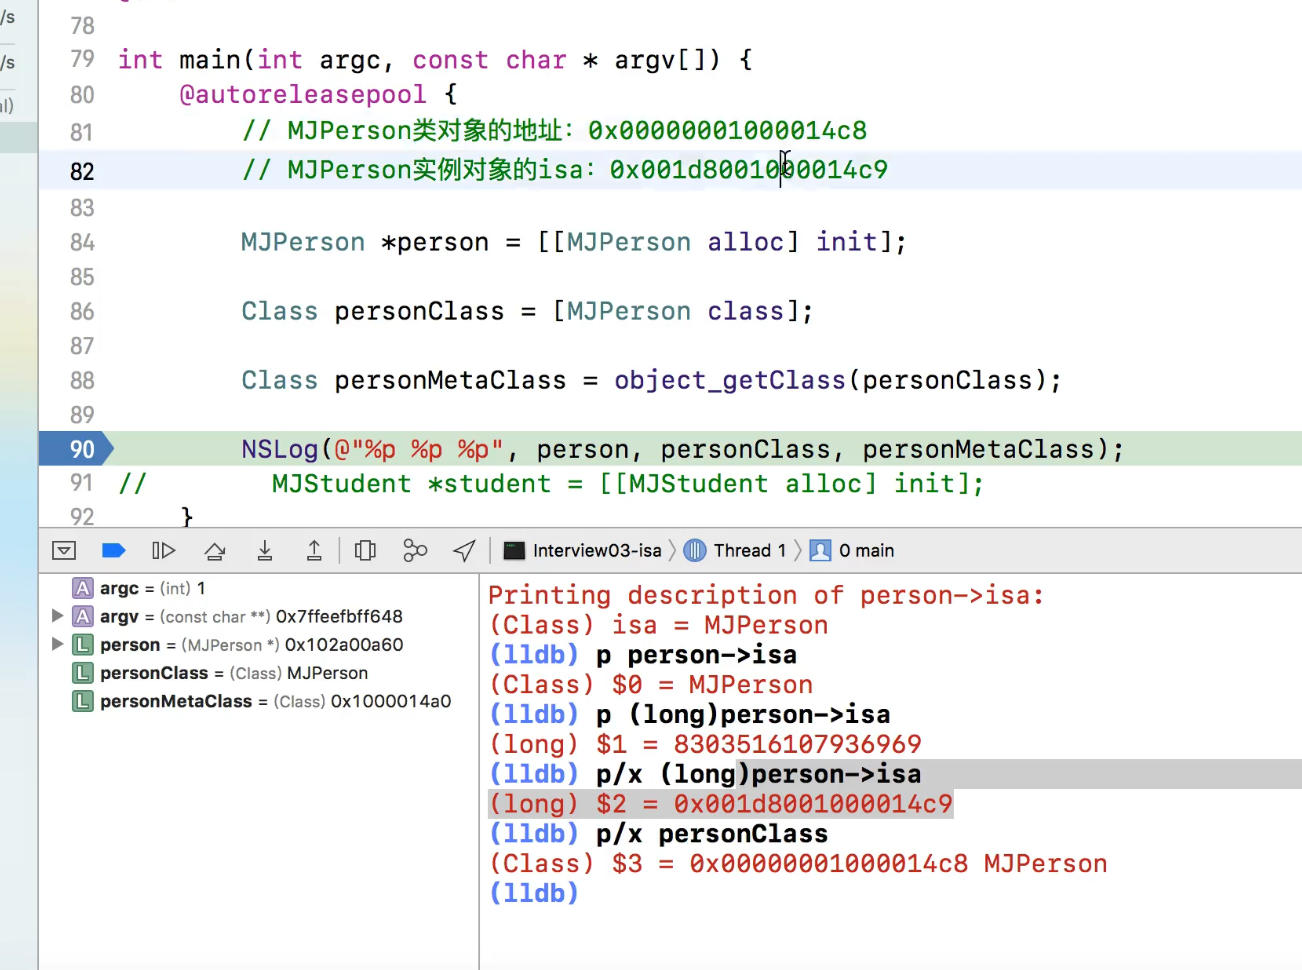 /s
/s
al)
78
79 int main(int argc, const char * argv[]) {
80 @autoreleasepool {
81 // MJPerson类对象的地址：0x00000001000014c8
82 // MJPerson实例对象的isa：0x001d8001000014c9
83
84 MJPerson *person = [[MJPerson alloc] init];
85
86 Class personClass = [MJPerson class];
87
88 Class personMetaClass = object_getClass(personClass);
89
90 NSLog(@"%p %p %p", person, personClass, personMetaClass);
91 // MJStudent *student = [[MJStudent alloc] init];
92 }
Interview03-isa Thread 1 0 main
A argc = (int) 1
A argv = (const char **) 0x7ffeefbff648
L person = (MJPerson *) 0x102a00a60
L personClass = (Class) MJPerson
L personMetaClass = (Class) 0x1000014a0
Printing description of person->isa:
(Class) isa = MJPerson
(lldb) p person->isa
(Class) $0 = MJPerson
(lldb) p (long)person->isa
(long) $1 = 8303516107936969
(lldb) p/x (long)person->isa
(long) $2 = 0x001d8001000014c9
(lldb) p/x personClass
(Class) $3 = 0x00000001000014c8 MJPerson
(lldb)